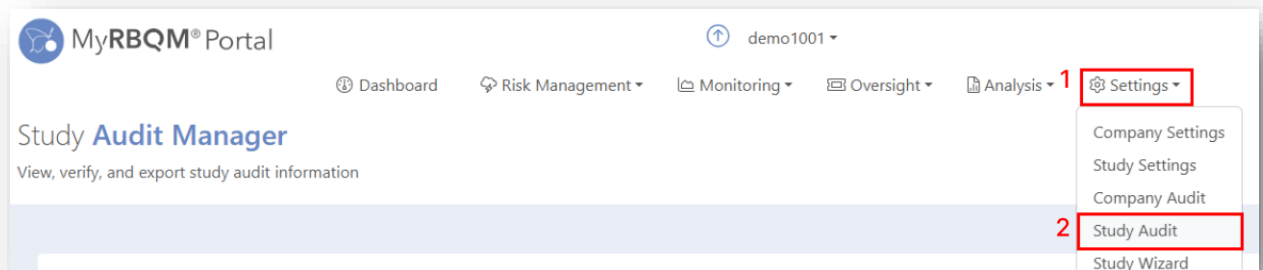 MyRBQM® Portal
demo1001
Dashboard Risk Management Monitoring Oversight Analysis 1 Settings
Study Audit Manager
View, verify, and export study audit information
Company Settings
Study Settings
Company Audit
2 Study Audit
Study Wizard